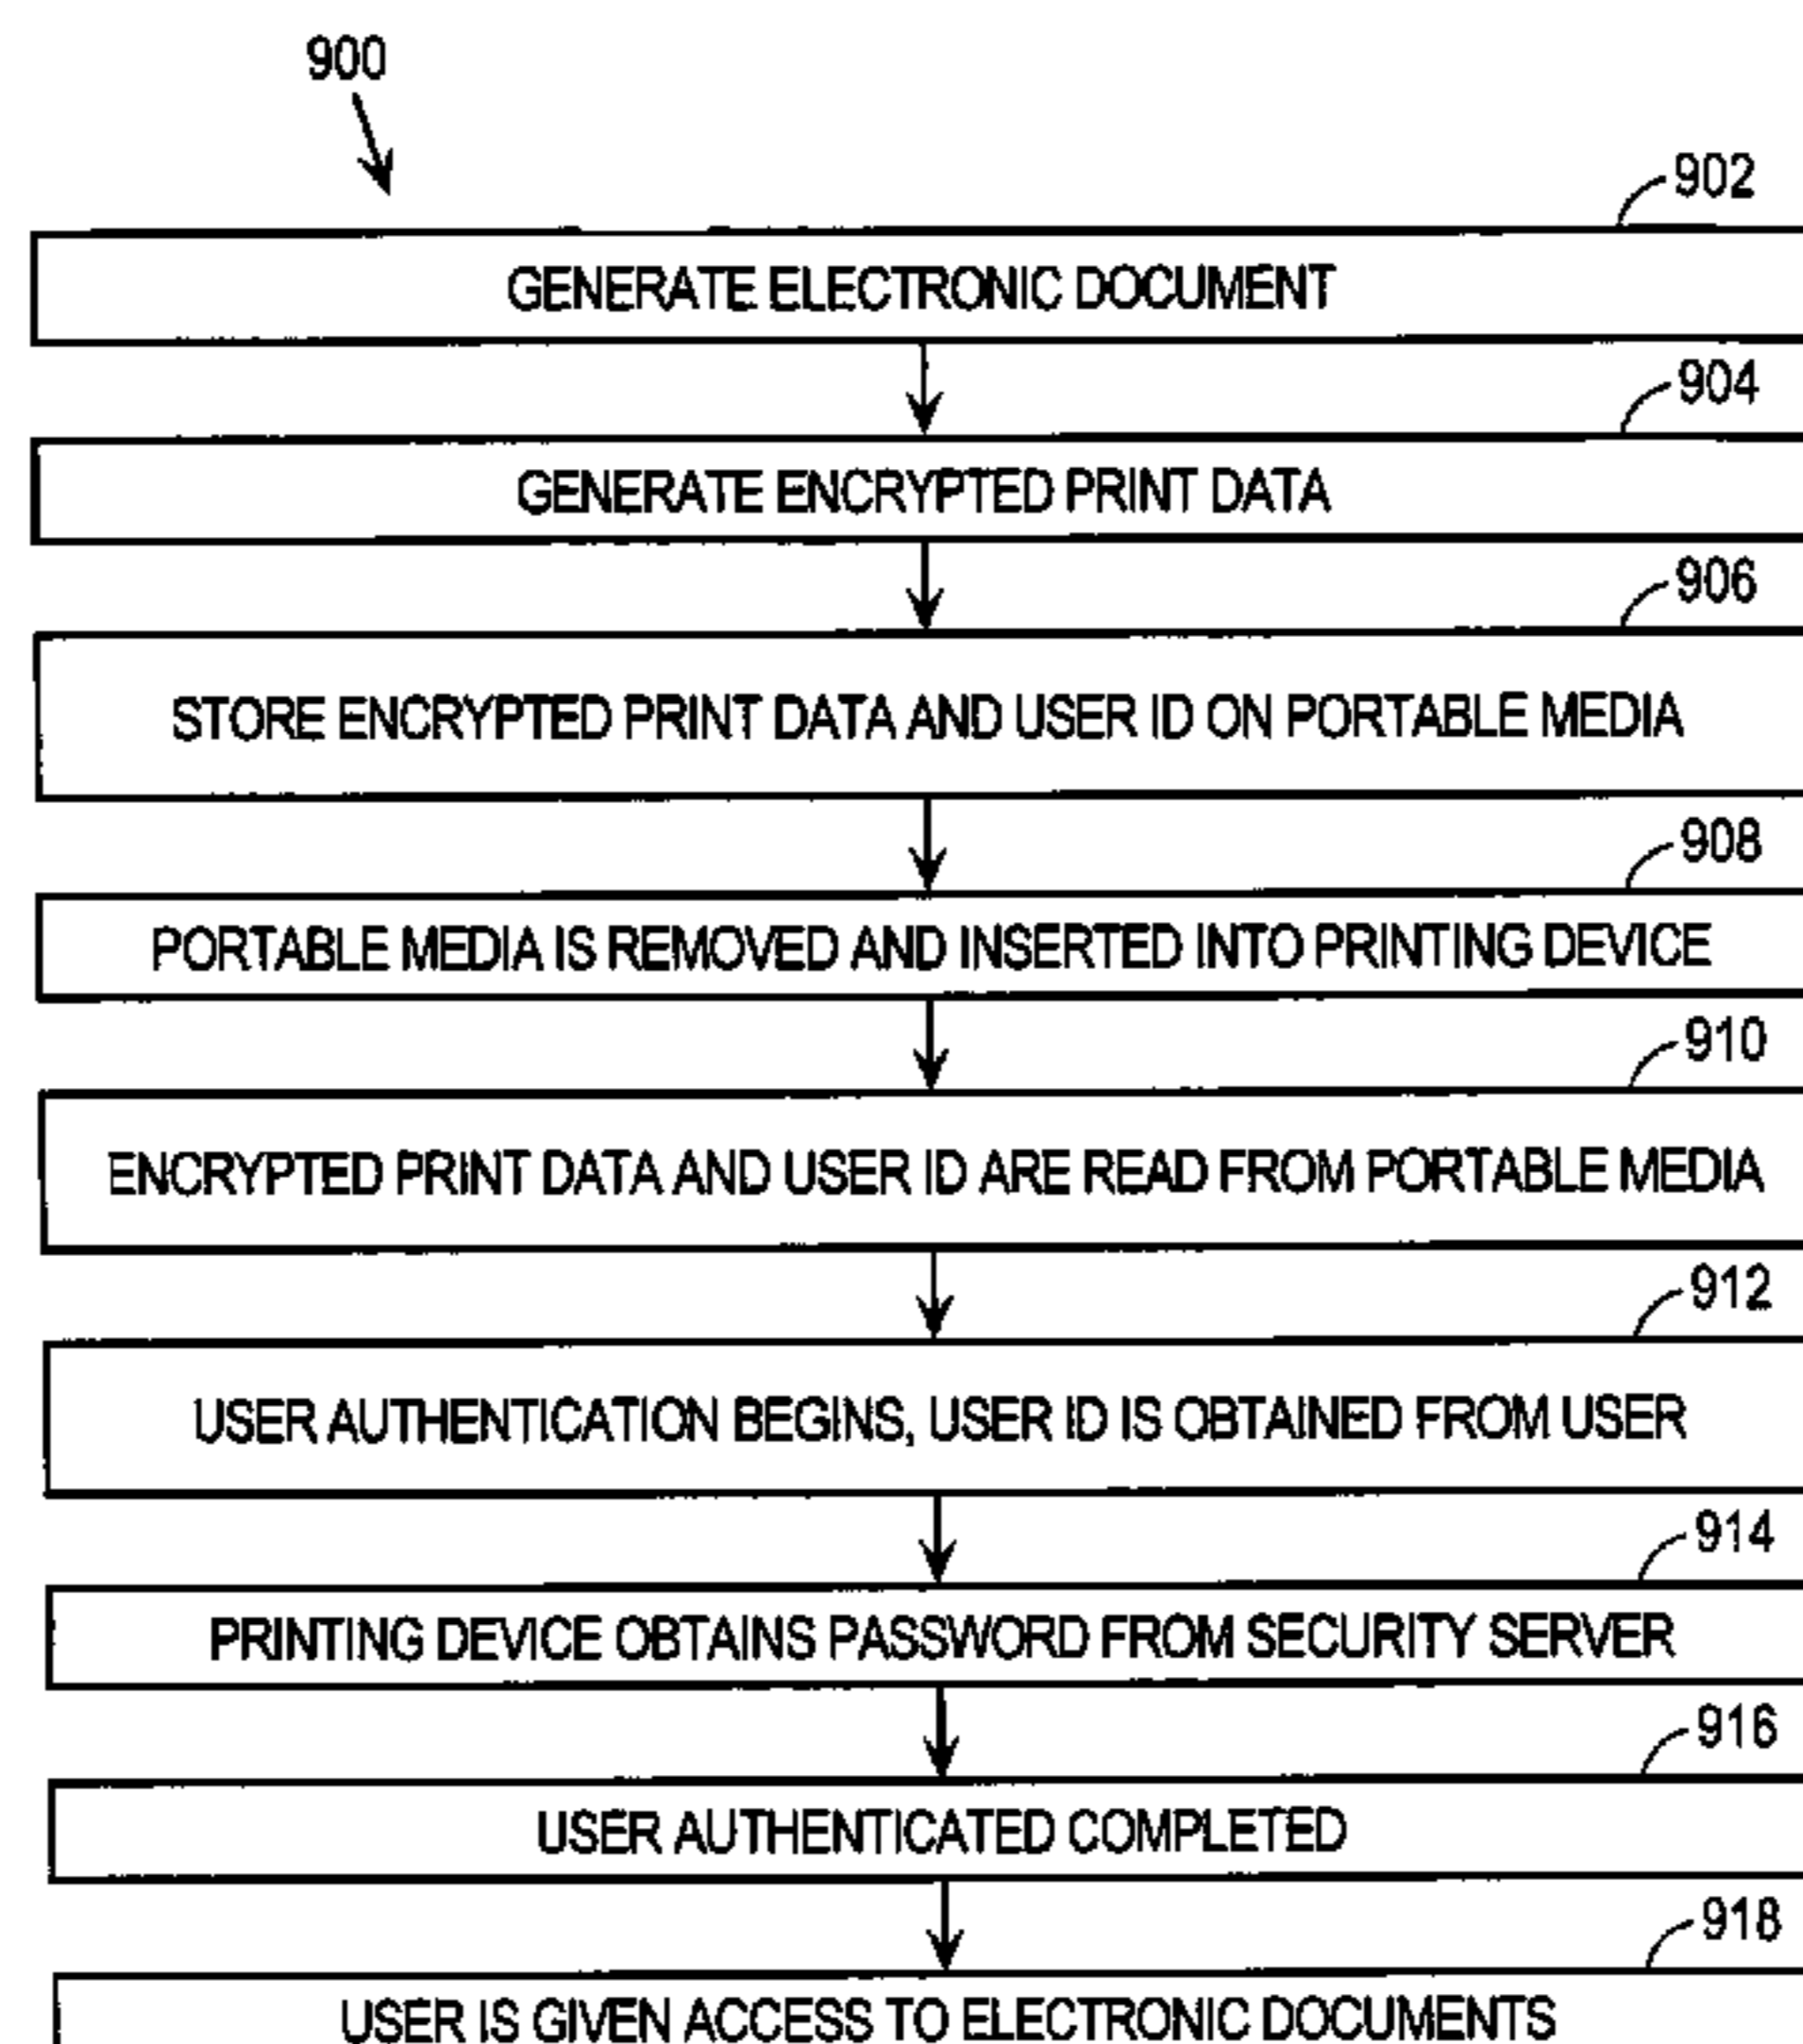 900
902
GENERATE ELECTRONIC DOCUMENT
904
GENERATE ENCRYPTED PRINT DATA
906
STORE ENCRYPTED PRINT DATA AND USER ID ON PORTABLE MEDIA
908
PORTABLE MEDIA IS REMOVED AND INSERTED INTO PRINTING DEVICE
910
ENCRYPTED PRINT DATA AND USER ID ARE READ FROM PORTABLE MEDIA
912
USER AUTHENTICATION BEGINS, USER ID IS OBTAINED FROM USER
914
PRINTING DEVICE OBTAINS PASSWORD FROM SECURITY SERVER
916
USER AUTHENTICATED COMPLETED
918
USER IS GIVEN ACCESS TO ELECTRONIC DOCUMENTS